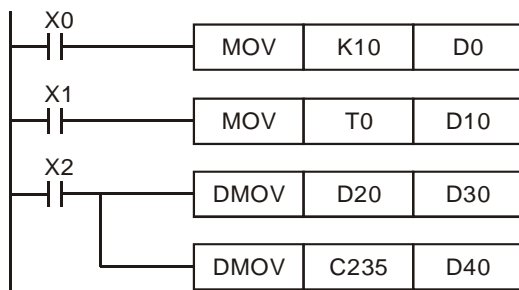 X0
MOV K10 D0
X1
MOV T0 D10
X2
DMOV D20 D30
DMOV C235 D40